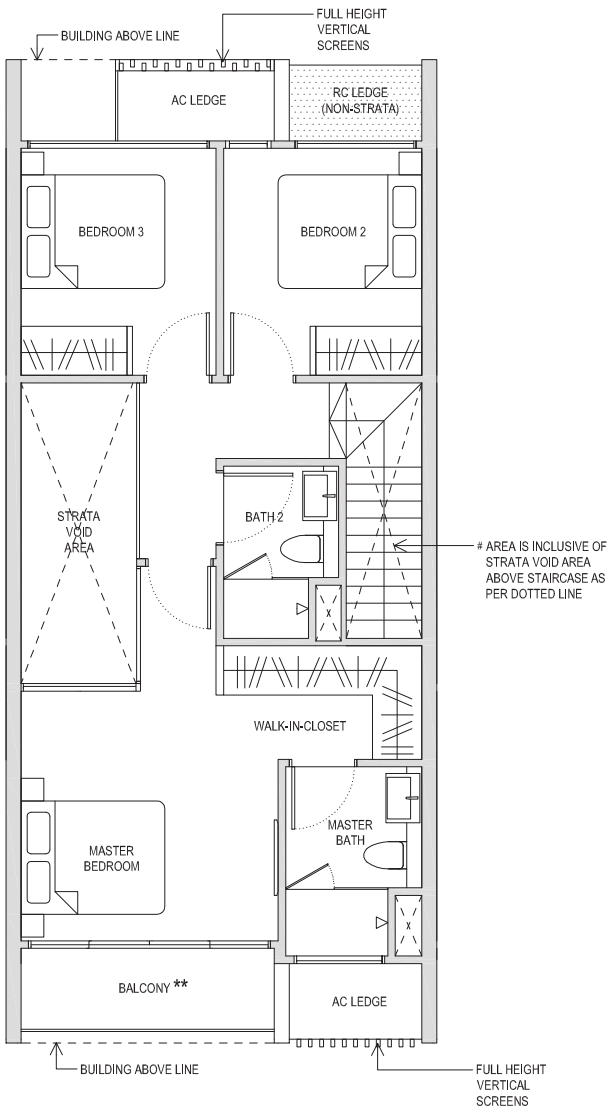 FULL HEIGHT
VERTICAL
SCREENS
BUILDING ABOVE LINE
AC LEDGE
RC LEDGE
(NON-STRATA)
BEDROOM 3
BEDROOM 2
STRATA
VOID
AREA
BATH 2
# AREA IS INCLUSIVE OF
STRATA VOID AREA
ABOVE STAIRCASE AS
PER DOTTED LINE
WALK-IN-CLOSET
MASTER
BATH
MASTER
BEDROOM
BALCONY **
AC LEDGE
BUILDING ABOVE LINE
FULL HEIGHT
VERTICAL
SCREENS